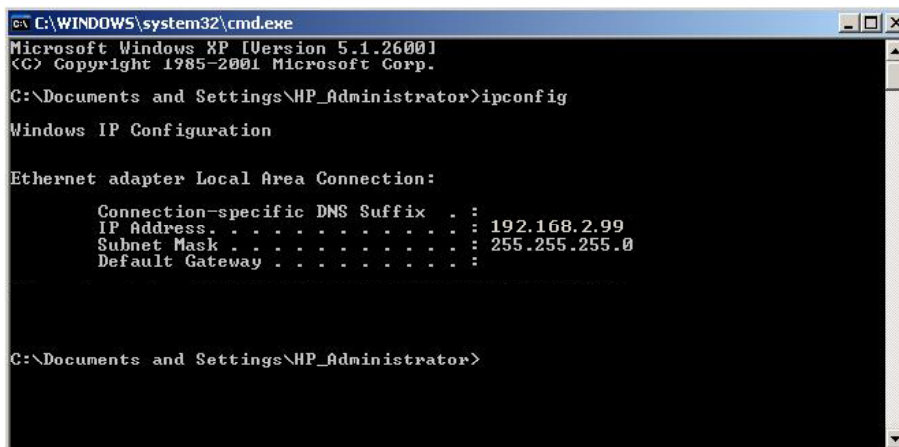 C:\WINDOWS\system32\cmd.exe
Microsoft Windows XP [Version 5.1.2600]
(C) Copyright 1985-2001 Microsoft Corp.
C:\Documents and Settings\HP_Administrator>ipconfig
Windows IP Configuration
Ethernet adapter Local Area Connection:
Connection-specific DNS Suffix . :
IP Address. . . . . . . . . . . . : 192.168.2.99
Subnet Mask . . . . . . . . . . . : 255.255.255.0
Default Gateway . . . . . . . . . :
C:\Documents and Settings\HP_Administrator>